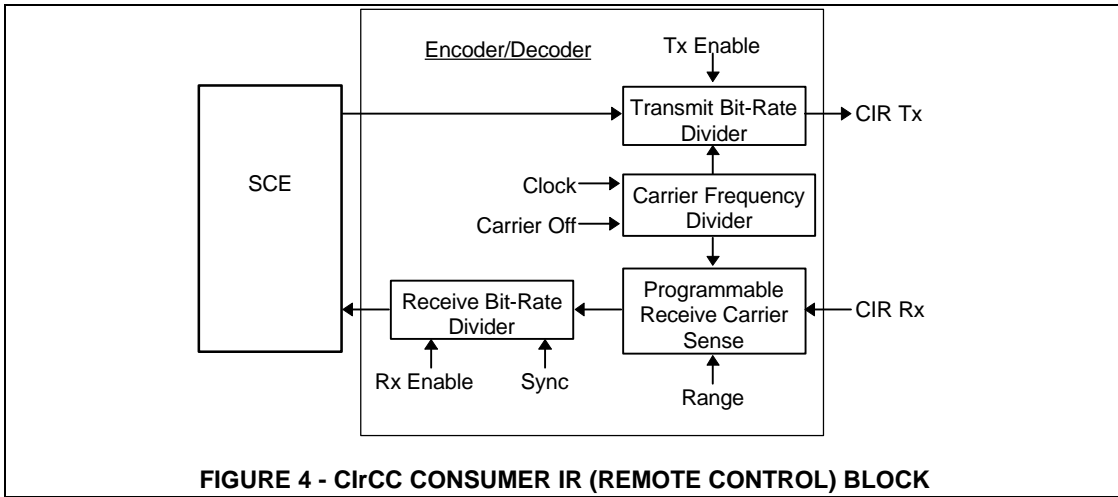 Encoder/Decoder
Tx Enable
SCE
Transmit Bit-Rate
Divider
CIR Tx
Clock
Carrier Off
Carrier Frequency
Divider
Receive Bit-Rate
Divider
Programmable
Receive Carrier
Sense
CIR Rx
Rx Enable
Sync
Range
FIGURE 4 - CIrCC CONSUMER IR (REMOTE CONTROL) BLOCK